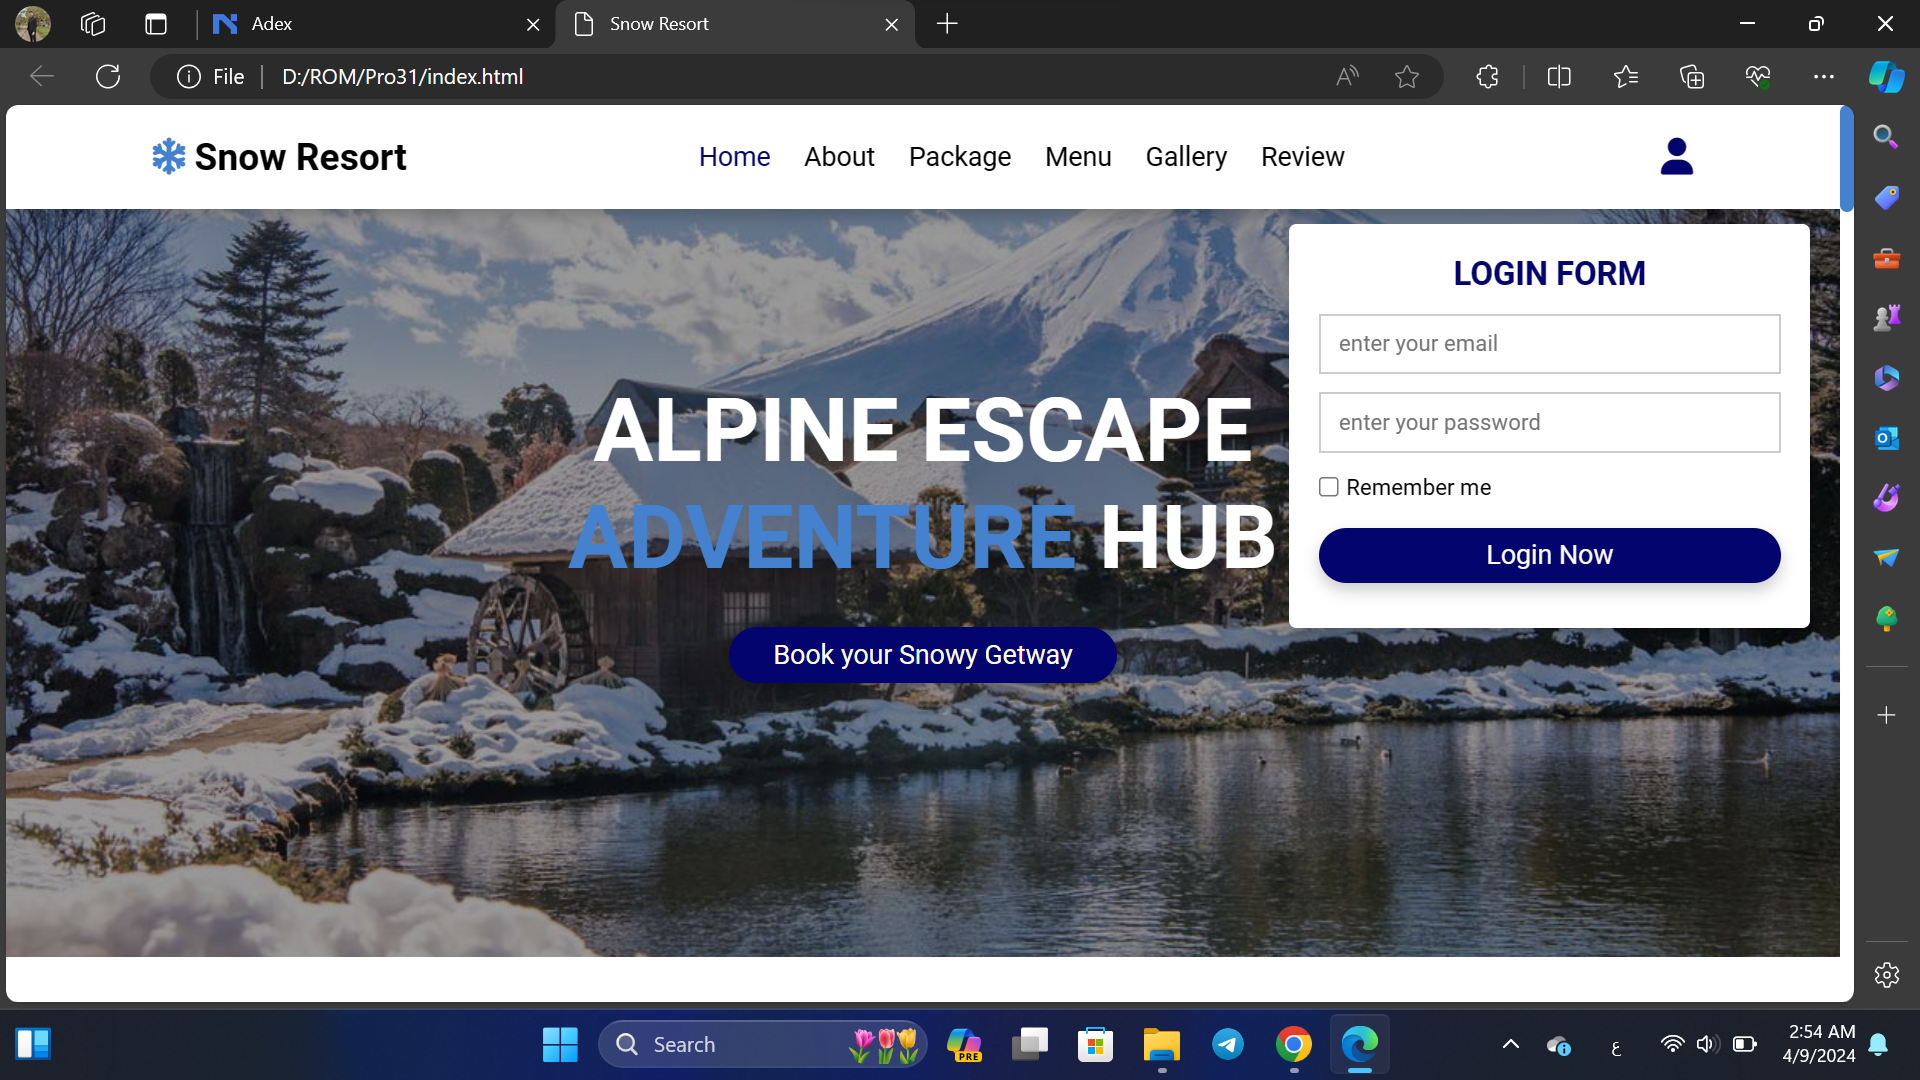 Adex
Snow Resort
File
D:/ROM/Pro31/index.html
Snow Resort
Home
About
Package
Menu
Gallery
Review
LOGIN FORM
enter your email
enter your password
Remember me
Login Now
ALPINE ESCAPE
ADVENTURE HUB
Book your Snowy Getway
Search
PRE
ع
2:54 AM
4/9/2024